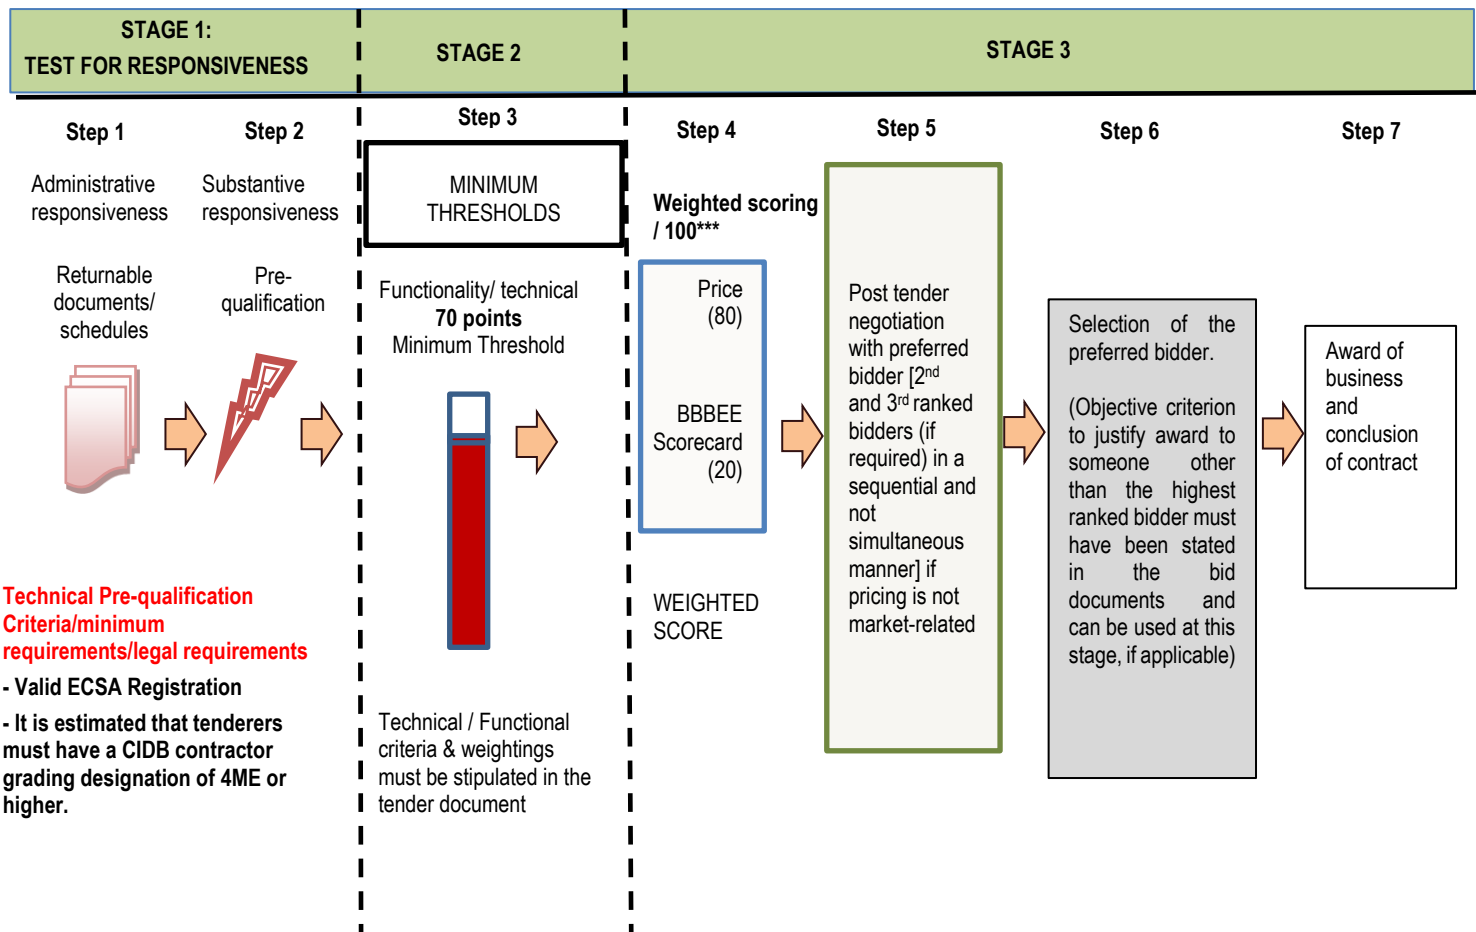 STAGE 1:
TEST FOR RESPONSIVENESS
STAGE 2
STAGE 3
Step 1
Administrative
responsiveness
Returnable
documents/
schedules
Step 2
Substantive
responsiveness
Pre-
qualification
Technical Pre-qualification
Criteria/minimum
requirements/legal requirements
- Valid ECSA Registration
- It is estimated that tenderers
must have a CIDB contractor
grading designation of 4ME or
higher.
Step 3
MINIMUM
THRESHOLDS
Functionality/ technical
70 points
Minimum Threshold
Technical / Functional
criteria & weightings
must be stipulated in the
tender document
Step 4
Weighted scoring
/ 100***
Price
(80)
BBBEE
Scorecard
(20)
WEIGHTED
SCORE
Step 5
Post tender
negotiation
with preferred
bidder [2nd
and 3rd ranked
bidders (if
required) in a
sequential and
not
simultaneous
manner] if
pricing is not
market-related
Step 6
Selection of the
preferred bidder.
(Objective criterion
to justify award to
someone other
than the highest
ranked bidder must
have been stated
in the bid
documents and
can be used at this
stage, if applicable)
Step 7
Award of
business
and
conclusion
of contract